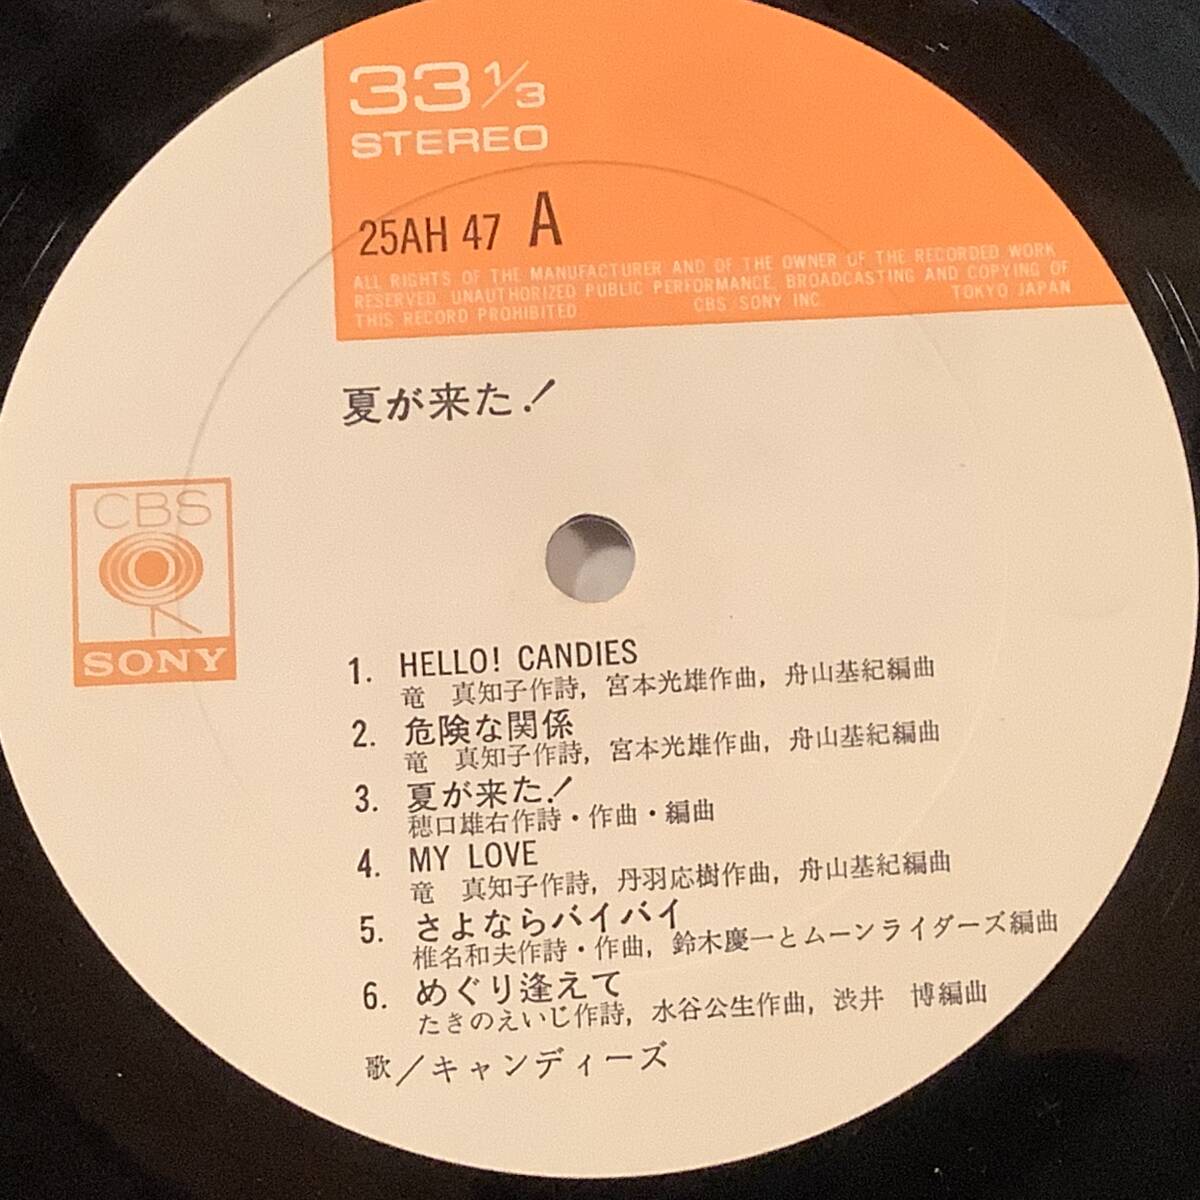 33 1/3
STEREO
25AH 47 A
ALL RIGHTS OF THE MANUFACTURER AND OF THE OWNER OF THE RECORDED WORK
RESERVED. UNAUTHORIZED PUBLIC PERFORMANCE, BROADCASTING AND COPYING OF
THIS RECORD PROHIBITED CBS/SONY INC. TOKYO JAPAN
夏が来た!
CBS
SONY
1. HELLO! CANDIES
竜 真知子作詩, 宮本光雄作曲, 舟山基紀編曲
2. 危険な関係
竜 真知子作詩, 宮本光雄作曲, 舟山基紀編曲
3. 夏が来た!
穂口雄右作詩・作曲・編曲
4. MY LOVE
竜 真知子作詩, 丹羽応樹作曲, 舟山基紀編曲
5. さよならバイバイ
椎名和夫作詩・作曲, 鈴木慶一とムーンライダーズ編曲
6. めぐり逢えて
たきのえいじ作詩, 水谷公生作曲, 渋井 博編曲
歌/キャンディーズ